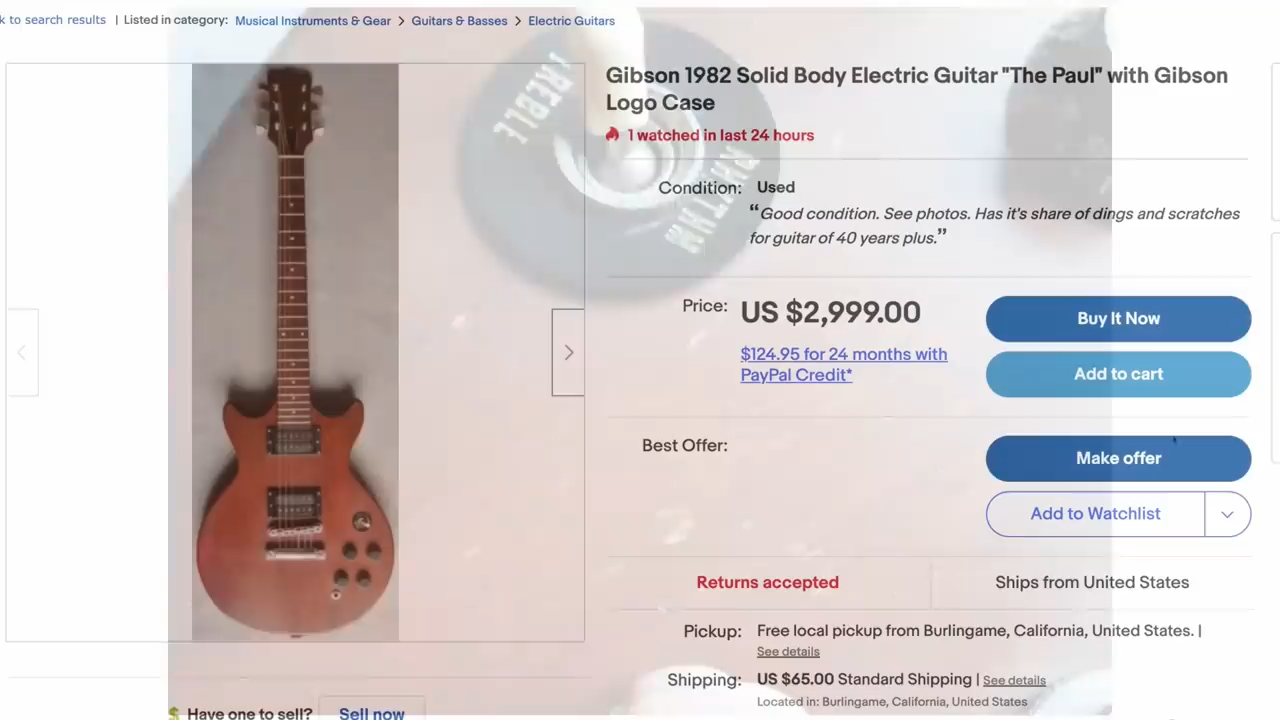 k to search results | Listed in category: Musical Instruments & Gear > Guitars & Basses > Electric Guitars
TREBLE
RHYTHM
Gibson 1982 Solid Body Electric Guitar "The Paul" with Gibson
Logo Case
1 watched in last 24 hours
Condition: Used
“Good condition. See photos. Has it's share of dings and scratches
for guitar of 40 years plus.”
Price: US $2,999.00
Buy It Now
$124.95 for 24 months with
PayPal Credit*
Add to cart
Best Offer:
Make offer
Add to Watchlist
Returns accepted
Ships from United States
Pickup: Free local pickup from Burlingame, California, United States. |
See details
Shipping: US $65.00 Standard Shipping | See details
Located in: Burlingame, California, United States
Have one to sell? Sell now